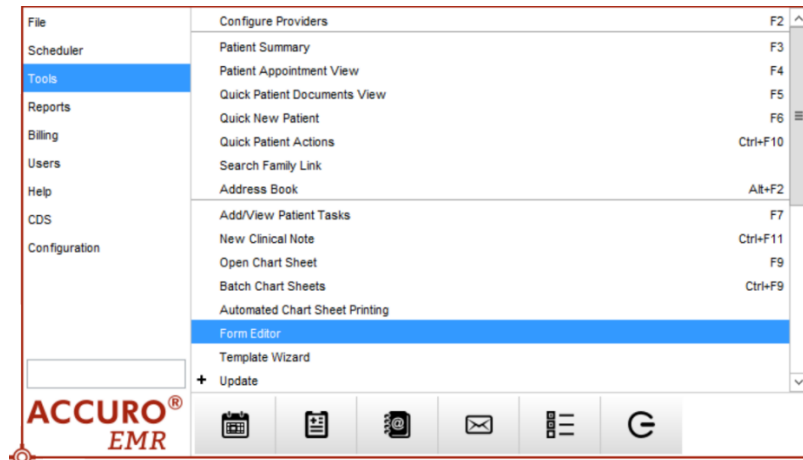 File
Scheduler
Tools
Reports
Billing
Users
Help
CDS
Configuration
Configure Providers F2
Patient Summary F3
Patient Appointment View F4
Quick Patient Documents View F5
Quick New Patient F6
Quick Patient Actions Ctrl+F10
Search Family Link
Address Book Alt+F2
Add/View Patient Tasks F7
New Clinical Note Ctrl+F11
Open Chart Sheet F9
Batch Chart Sheets Ctrl+F9
Automated Chart Sheet Printing
Form Editor
Template Wizard
+ Update
ACCURO®
EMR